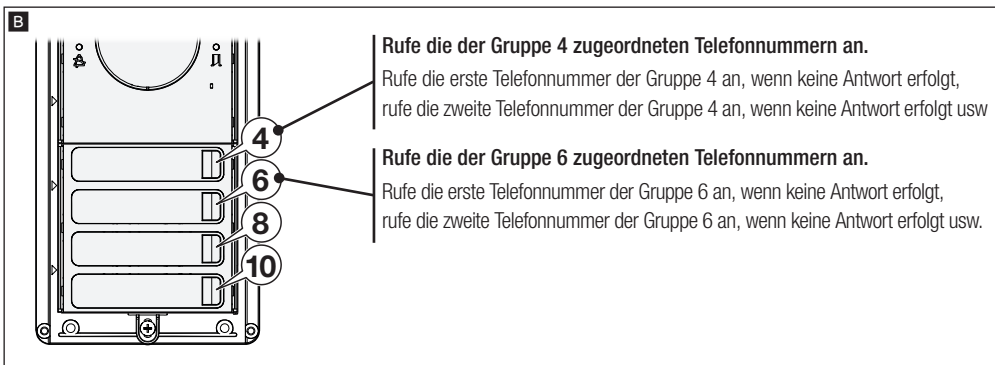 B
Rufe die der Gruppe 4 zugeordneten Telefonnummern an.
Rufe die erste Telefonnummer der Gruppe 4 an, wenn keine Antwort erfolgt,
rufe die zweite Telefonnummer der Gruppe 4 an, wenn keine Antwort erfolgt usw
4
Rufe die der Gruppe 6 zugeordneten Telefonnummern an.
Rufe die erste Telefonnummer der Gruppe 6 an, wenn keine Antwort erfolgt,
rufe die zweite Telefonnummer der Gruppe 6 an, wenn keine Antwort erfolgt usw.
6
8
10